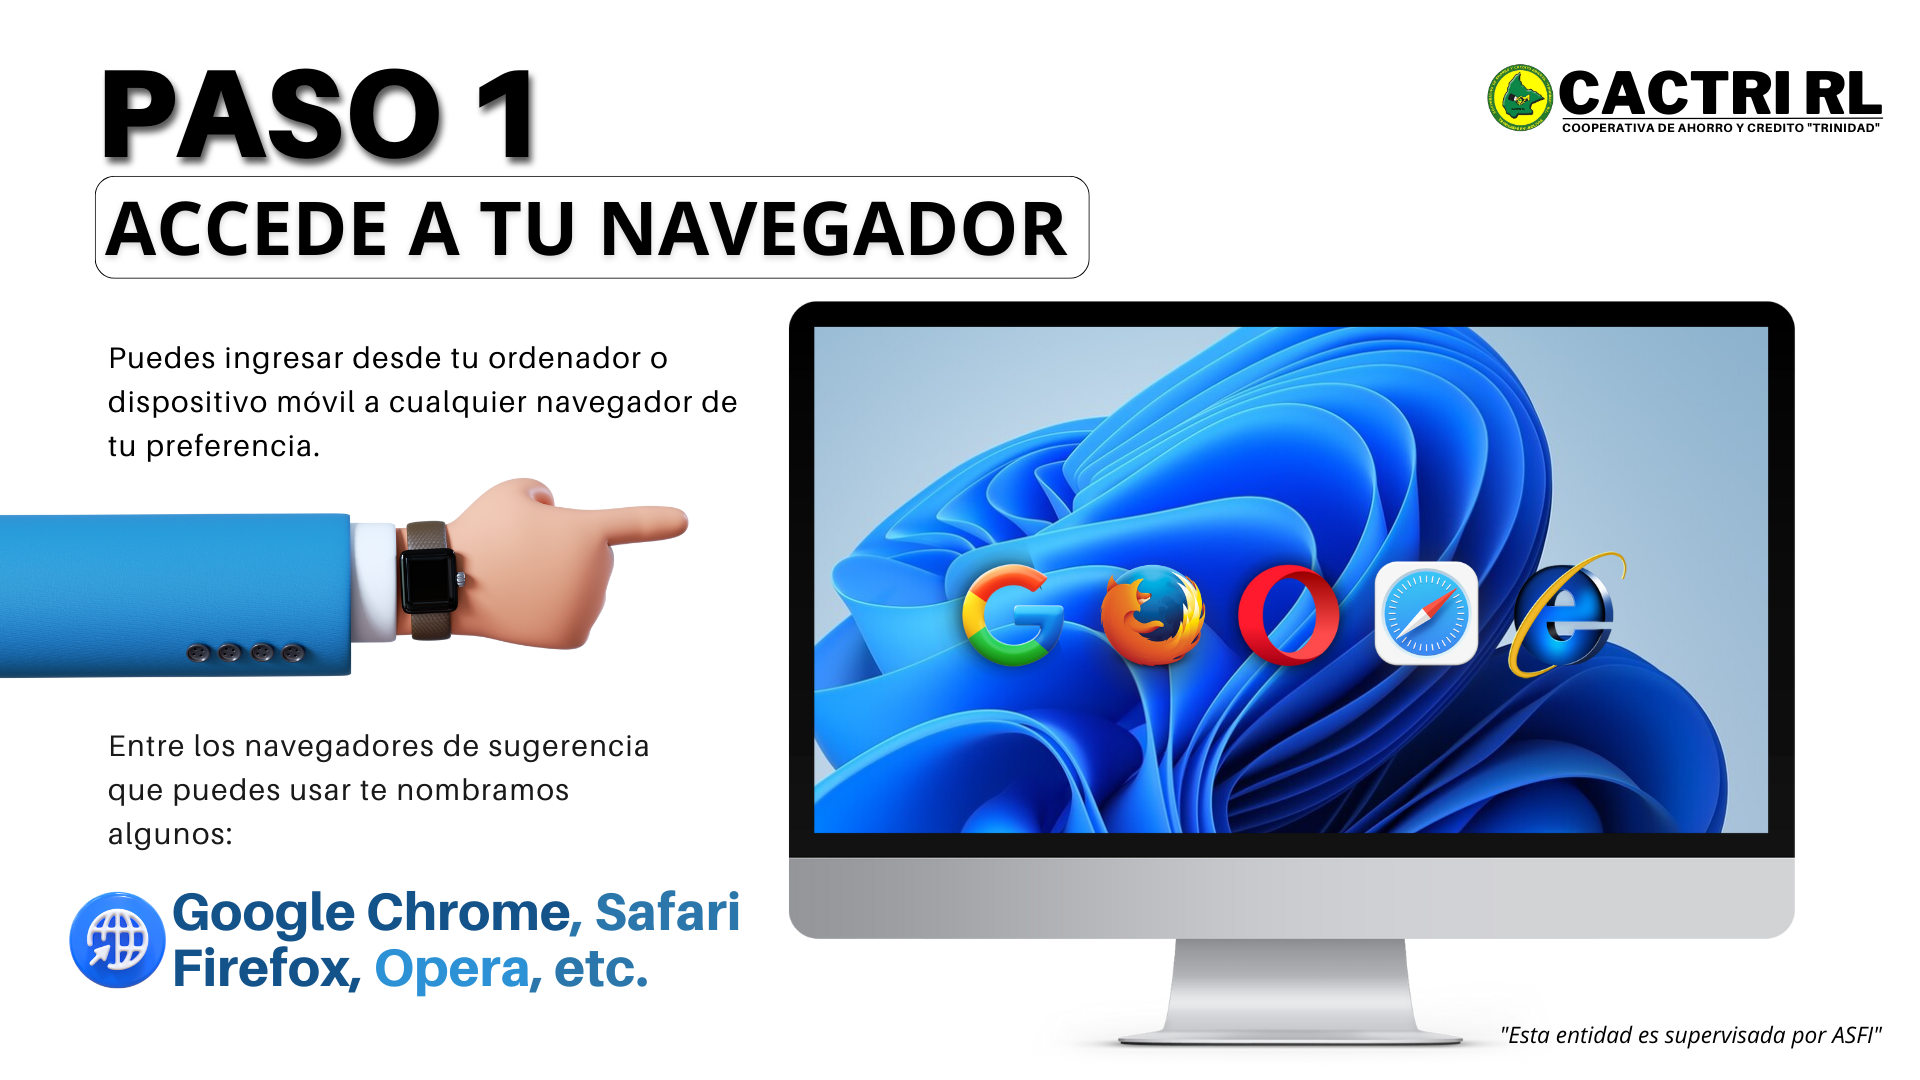 PASO 1
CACTRI RL
COOPERATIVA DE AHORRO Y CREDITO "TRINIDAD"
ACCEDE A TU NAVEGADOR
Puedes ingresar desde tu ordenador o
dispositivo móvil a cualquier navegador de
tu preferencia.
Entre los navegadores de sugerencia
que puedes usar te nombramos
algunos:
Google Chrome, Safari
Firefox, Opera, etc.
"Esta entidad es supervisada por ASFI"